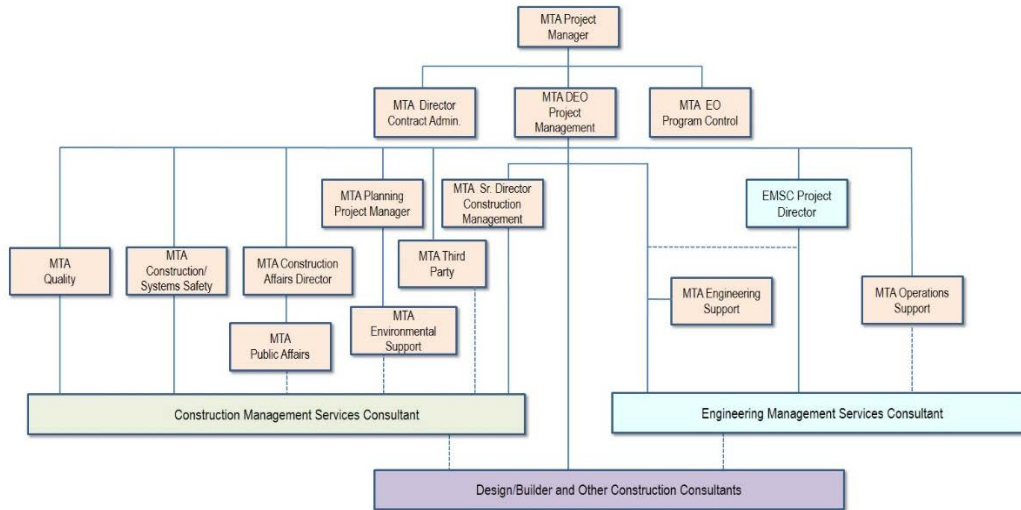 MTA Project
Manager
MTA Director
Contract Admin.
MTA DEO
Project
Management
MTA EO
Program Control
MTA Planning
Project Manager
MTA Sr. Director
Construction
Management
EMSC Project
Director
MTA
Quality
MTA
Construction/
Systems Safety
MTA Construction
Affairs Director
MTA Third
Party
MTA Engineering
Support
MTA Operations
Support
MTA
Public Affairs
MTA
Environmental
Support
Construction Management Services Consultant
Engineering Management Services Consultant
Design/Builder and Other Construction Consultants